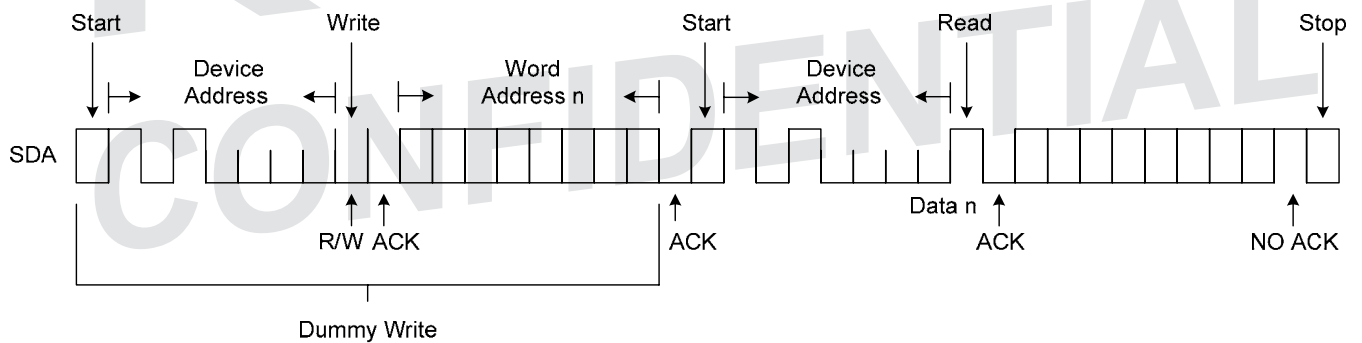 Start Write Start Read Stop
Device Address
Word Address n
Device Address
SDA
Data n
R/W ACK ACK ACK NO ACK
Dummy Write
CONFIDENTIAL